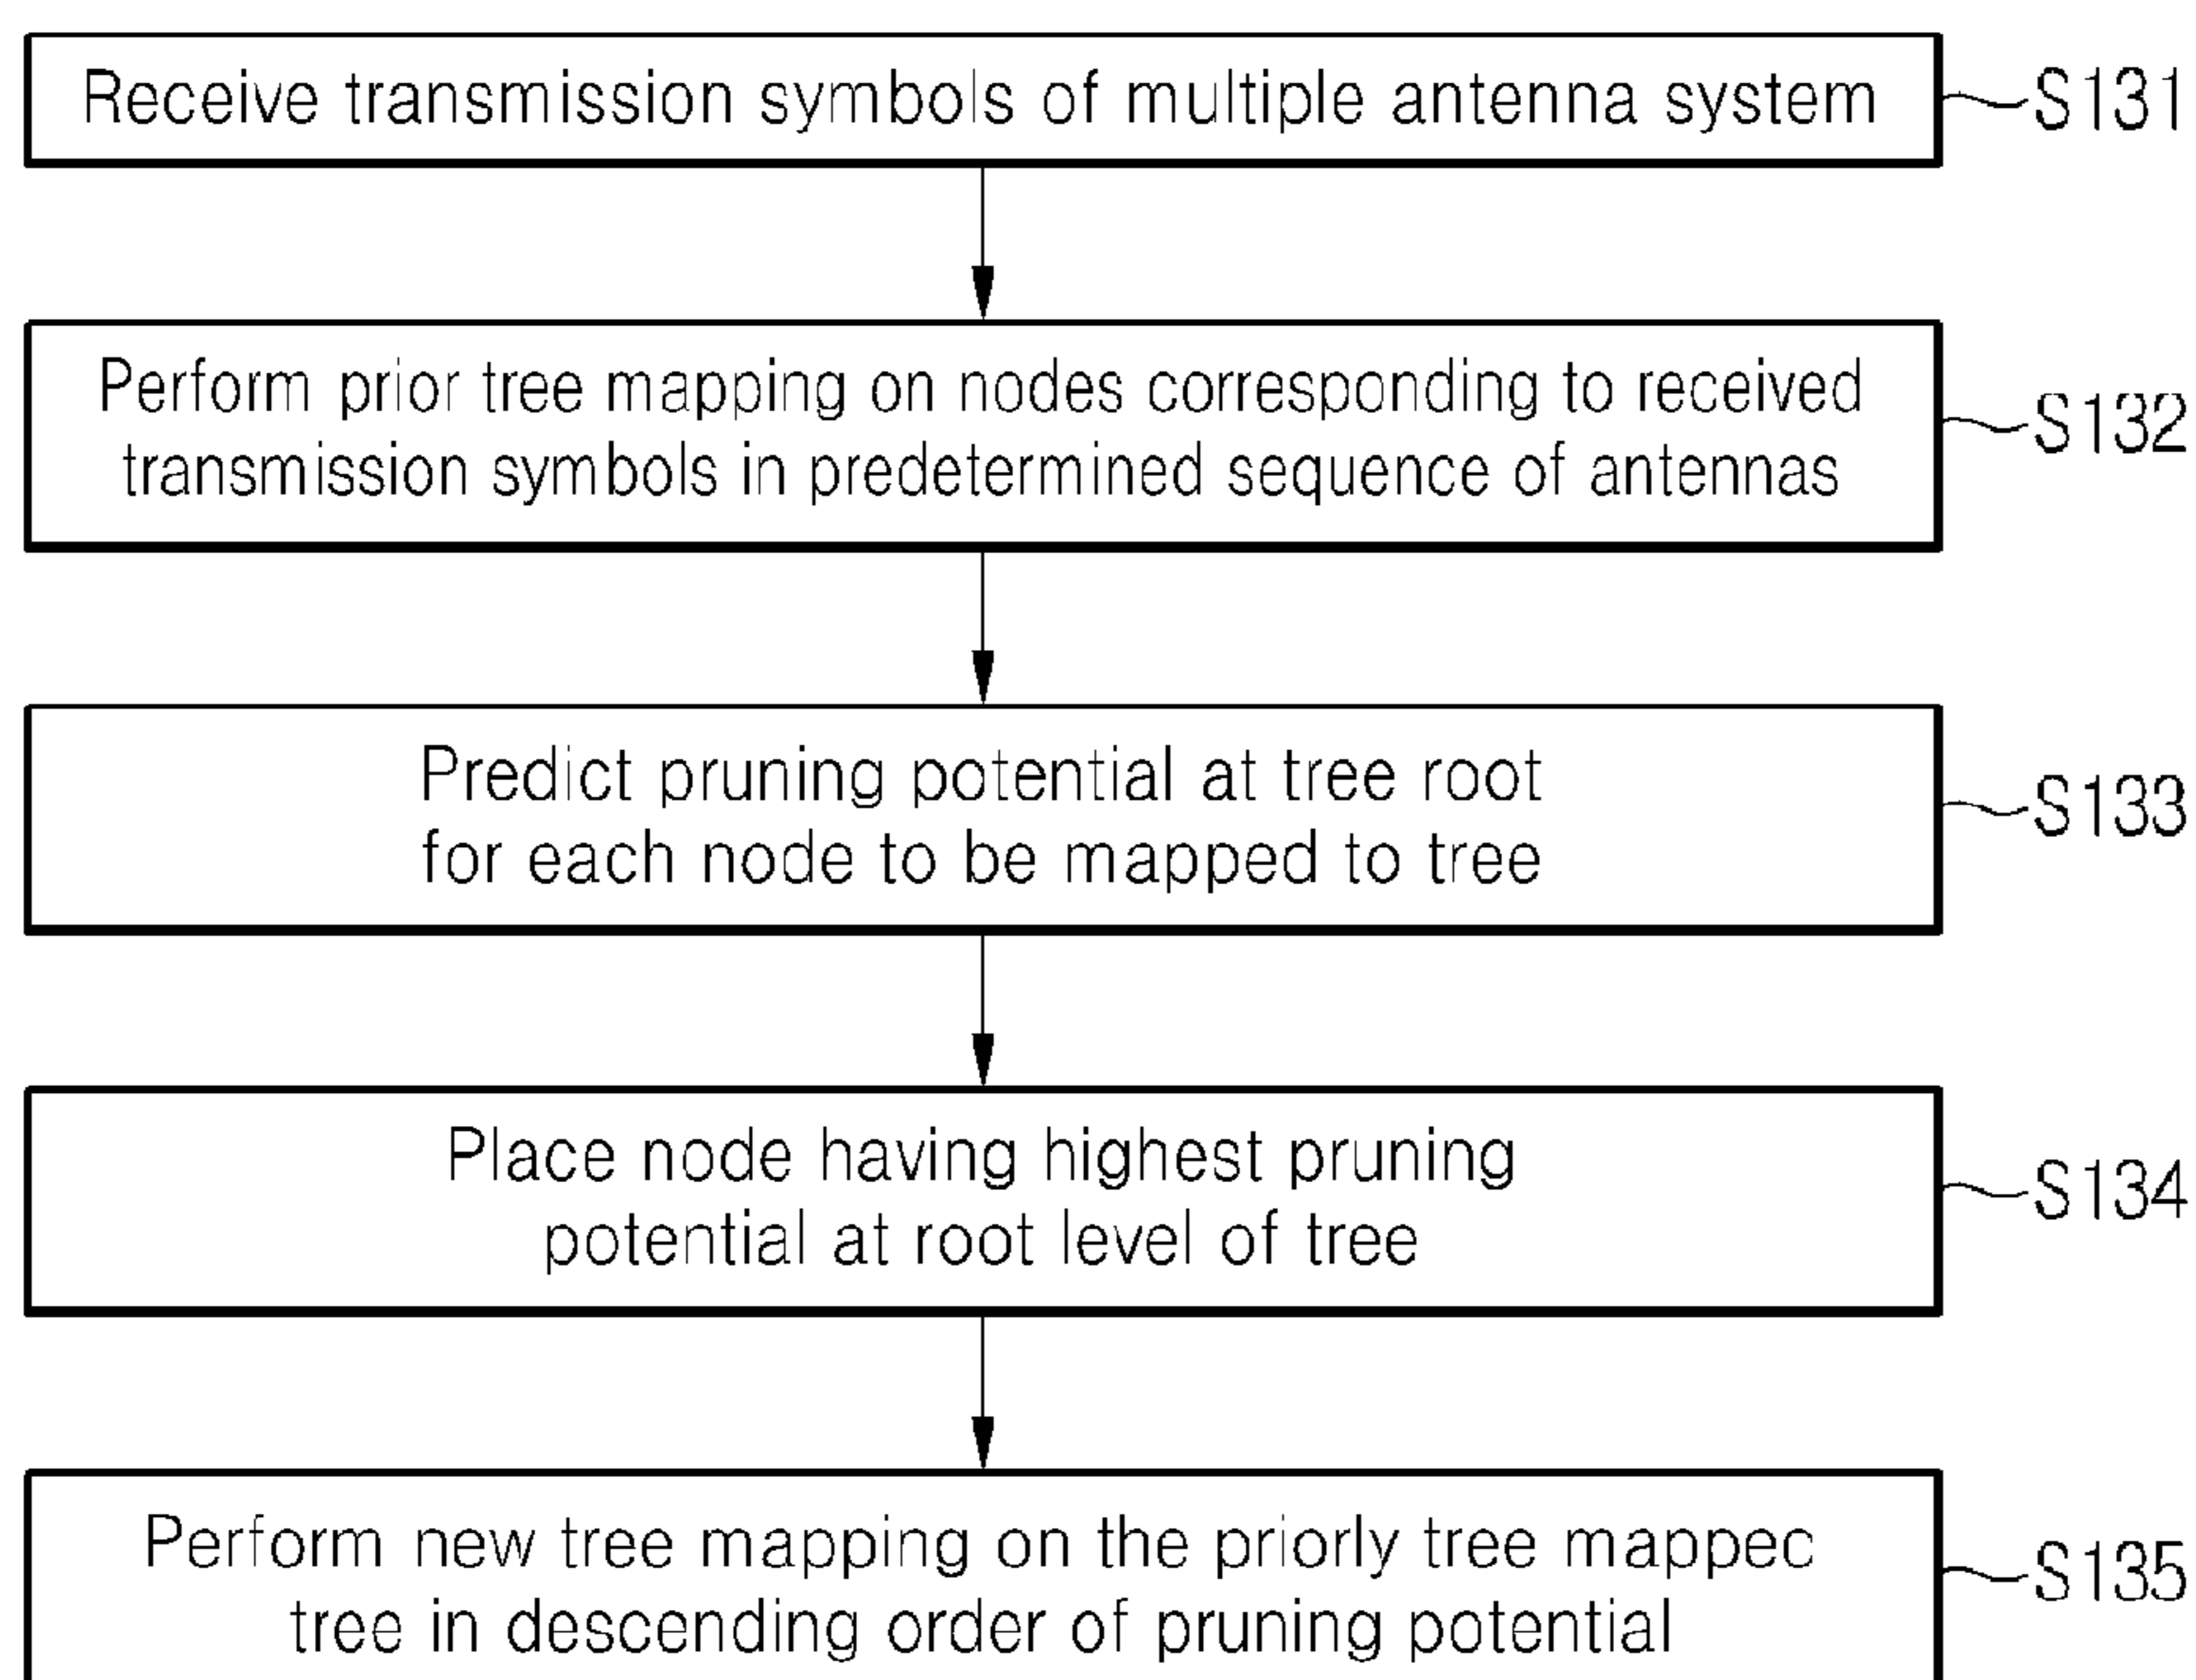 Receive transmission symbols of multiple antenna system
S131
Perform prior tree mapping on nodes corresponding to received
transmission symbols in predetermined sequence of antennas
S132
Predict pruning potential at tree root
for each node to be mapped to tree
S133
Place node having highest pruning
potential at root level of tree
S134
Perform new tree mapping on the priorly tree mapped
tree in descending order of pruning potential
S135